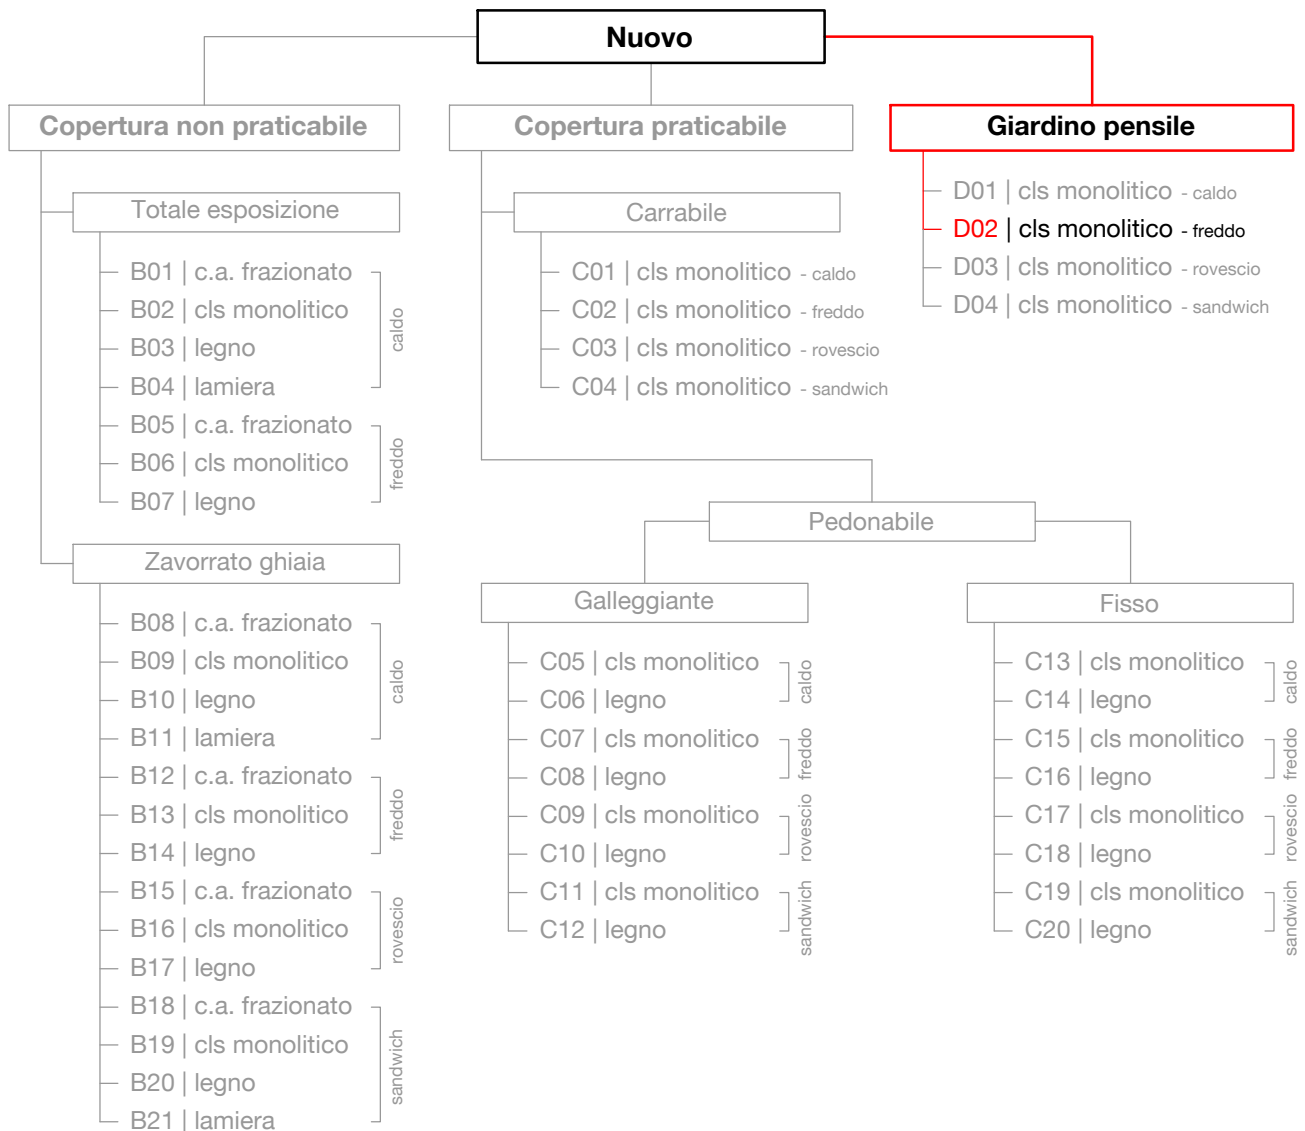 Nuovo
Copertura non praticabile
Totale esposizione
B01 | c.a. frazionato
B02 | cls monolitico
B03 | legno
B04 | lamiera
caldo
B05 | c.a. frazionato
B06 | cls monolitico
B07 | legno
freddo
Zavorrato ghiaia
B08 | c.a. frazionato
B09 | cls monolitico
B10 | legno
B11 | lamiera
caldo
B12 | c.a. frazionato
B13 | cls monolitico
B14 | legno
freddo
B15 | c.a. frazionato
B16 | cls monolitico
B17 | legno
rovescio
B18 | c.a. frazionato
B19 | cls monolitico
B20 | legno
B21 | lamiera
sandwich
Copertura praticabile
Carrabile
C01 | cls monolitico - caldo
C02 | cls monolitico - freddo
C03 | cls monolitico - rovescio
C04 | cls monolitico - sandwich
Pedonabile
Galleggiante
C05 | cls monolitico
C06 | legno
caldo
C07 | cls monolitico
C08 | legno
freddo
C09 | cls monolitico
C10 | legno
rovescio
C11 | cls monolitico
C12 | legno
sandwich
Fisso
C13 | cls monolitico
C14 | legno
caldo
C15 | cls monolitico
C16 | legno
freddo
C17 | cls monolitico
C18 | legno
rovescio
C19 | cls monolitico
C20 | legno
sandwich
Giardino pensile
D01 | cls monolitico - caldo
D02 | cls monolitico - freddo
D03 | cls monolitico - rovescio
D04 | cls monolitico - sandwich